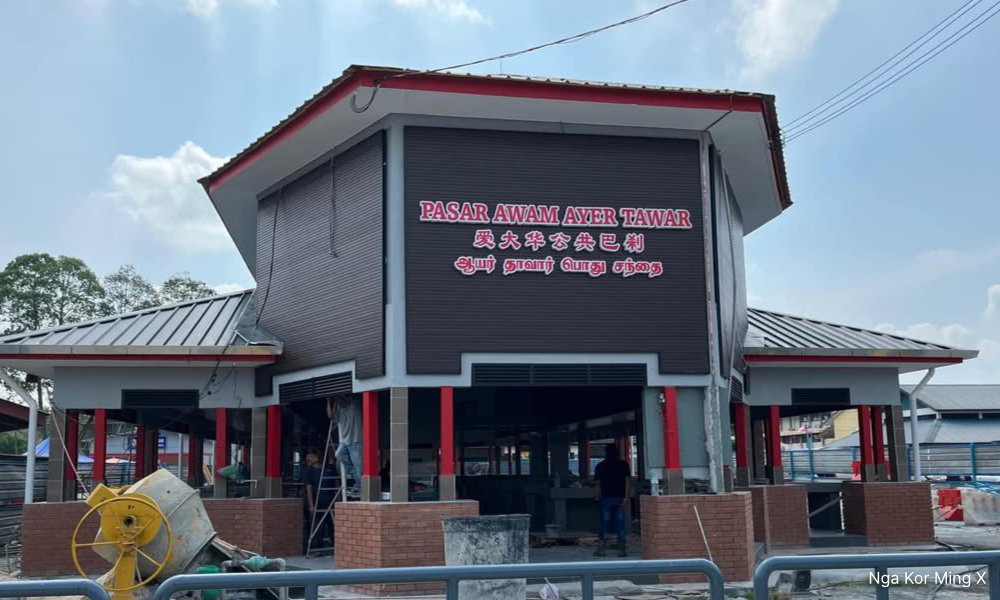 PASAR AWAM AYER TAWAR
爱大华公共巴刹
ஆயர் தாவார் பொது சந்தை
Nga Kor Ming X